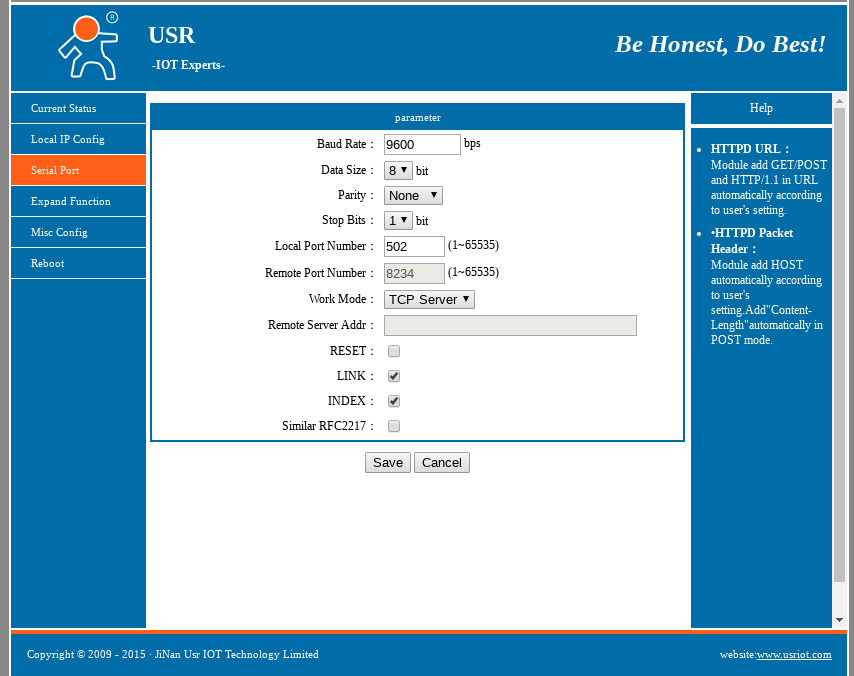 ®
USR
-IOT Experts-
Be Honest, Do Best!
Current Status
Local IP Config
Serial Port
Expand Function
Misc Config
Reboot
parameter
Baud Rate： 9600 bps
Data Size： 8 bit
Parity： None
Stop Bits： 1 bit
Local Port Number： 502 (1~65535)
Remote Port Number： 8234 (1~65535)
Work Mode： TCP Server
Remote Server Addr：
RESET：
LINK：
INDEX：
Similar RFC2217：
Save Cancel
Help
• HTTPD URL：
Module add GET/POST
and HTTP/1.1 in URL
automatically according
to user's setting.
• •HTTPD Packet
Header：
Module add HOST
automatically according
to user's
setting.Add"Content-
Length"automatically in
POST mode.
Copyright © 2009 - 2015 · JiNan Usr IOT Technology Limited
website:www.usriot.com